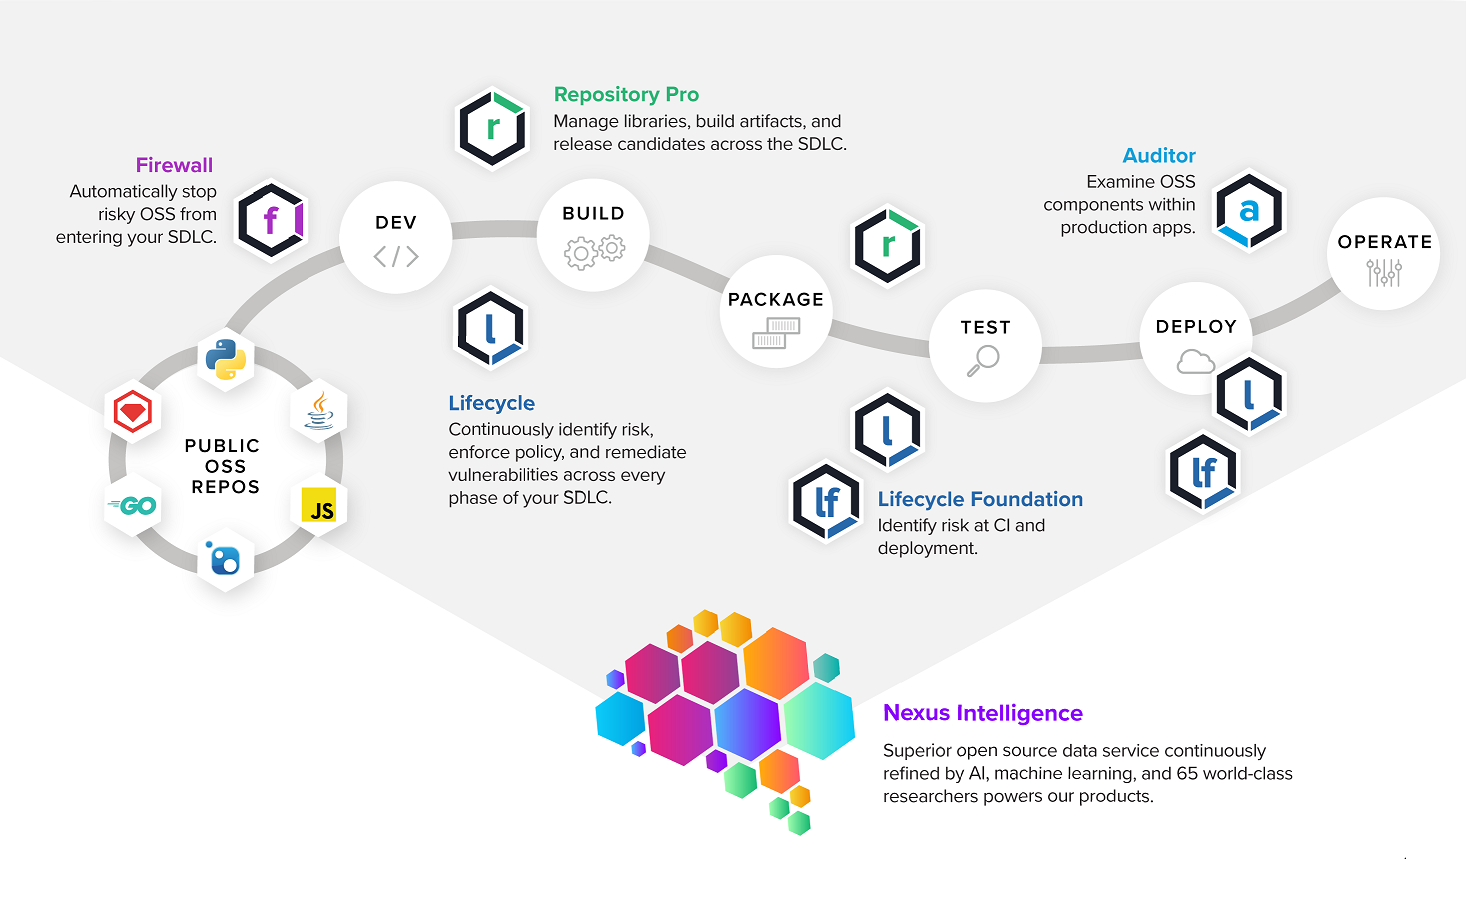 Repository Pro
Manage libraries, build artifacts, and
release candidates across the SDLC.
r
Firewall
Automatically stop
risky OSS from
entering your SDLC.
f
Auditor
Examine OSS
components within
production apps.
a
DEV
</>
BUILD
PACKAGE
r
TEST
DEPLOY
OPERATE
l
Lifecycle
Continuously identify risk,
enforce policy, and remediate
vulnerabilities across every
phase of your SDLC.
PUBLIC
OSS
REPOS
GO
JS
l
lf
Lifecycle Foundation
Identify risk at CI and
deployment.
l
lf
Nexus Intelligence
Superior open source data service continuously
refined by AI, machine learning, and 65 world-class
researchers powers our products.
.